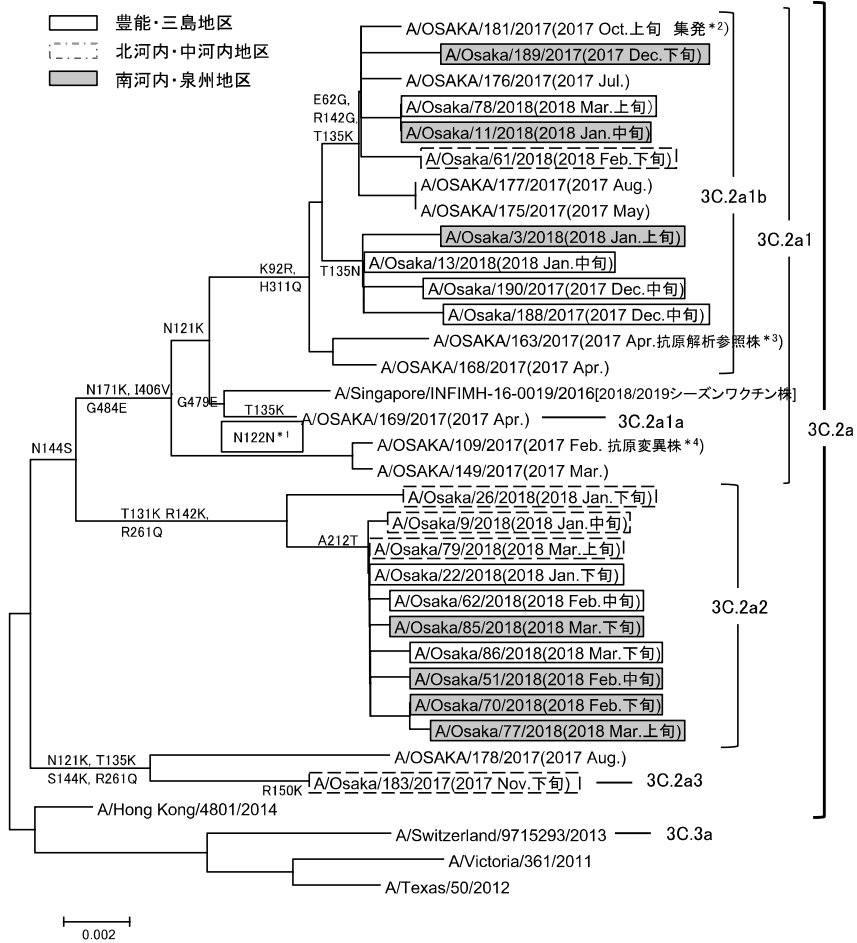 豊能・三島地区
北河内・中河内地区
南河内・泉州地区
A/OSAKA/181/2017(2017 Oct.上旬 集発*2)
A/Osaka/189/2017(2017 Dec.下旬)
A/OSAKA/176/2017(2017 Jul.)
E62G,
R142G,
T135K
A/Osaka/78/2018(2018 Mar.上旬)
A/Osaka/11/2018(2018 Jan.中旬)
A/Osaka/61/2018(2018 Feb.下旬)
A/OSAKA/177/2017(2017 Aug.)
A/OSAKA/175/2017(2017 May)
3C.2a1b
A/Osaka/3/2018(2018 Jan.上旬)
3C.2a1
T135N
A/Osaka/13/2018(2018 Jan.中旬)
K92R,
H311Q
A/Osaka/190/2017(2017 Dec.中旬)
A/Osaka/188/2017(2017 Dec.中旬)
N121K
A/OSAKA/163/2017(2017 Apr.抗原解析参照株*3)
A/OSAKA/168/2017(2017 Apr.)
N171K, I406V
G484E
G479E
A/Singapore/INFIMH-16-0019/2016[2018/2019シーズンワクチン株]
T135K
A/OSAKA/169/2017(2017 Apr.)
3C.2a1a
3C.2a
N122N*1
N144S
A/OSAKA/109/2017(2017 Feb. 抗原変異株*4)
A/OSAKA/149/2017(2017 Mar.)
A/Osaka/26/2018(2018 Jan.下旬)
T131K R142K,
R261Q
A/Osaka/9/2018(2018 Jan.中旬)
A212T
A/Osaka/79/2018(2018 Mar.上旬)
A/Osaka/22/2018(2018 Jan.下旬)
A/Osaka/62/2018(2018 Feb.中旬)
3C.2a2
A/Osaka/85/2018(2018 Mar.下旬)
A/Osaka/86/2018(2018 Mar.下旬)
A/Osaka/51/2018(2018 Feb.中旬)
A/Osaka/70/2018(2018 Feb.下旬)
A/Osaka/77/2018(2018 Mar.上旬)
N121K, T135K
S144K, R261Q
A/OSAKA/178/2017(2017 Aug.)
R150K
A/Osaka/183/2017(2017 Nov.下旬)
3C.2a3
A/Hong Kong/4801/2014
A/Switzerland/9715293/2013
3C.3a
A/Victoria/361/2011
A/Texas/50/2012
0.002